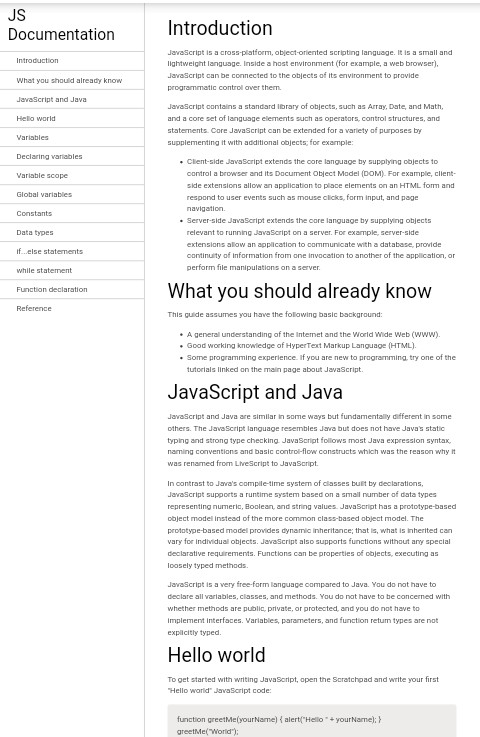 JS
Documentation
Introduction
What you should already know
JavaScript and Java
Hello world
Variables
Declaring variables
Variable scope
Global variables
Constants
Data types
if...else statements
while statement
Function declaration
Reference
Introduction
JavaScript is a cross-platform, object-oriented scripting language. It is a small and
lightweight language. Inside a host environment (for example, a web browser),
JavaScript can be connected to the objects of its environment to provide
programmatic control over them.
JavaScript contains a standard library of objects, such as Array, Date, and Math,
and a core set of language elements such as operators, control structures, and
statements. Core JavaScript can be extended for a variety of purposes by
supplementing it with additional objects; for example:
• Client-side JavaScript extends the core language by supplying objects to
control a browser and its Document Object Model (DOM). For example, client-
side extensions allow an application to place elements on an HTML form and
respond to user events such as mouse clicks, form input, and page
navigation.
• Server-side JavaScript extends the core language by supplying objects
relevant to running JavaScript on a server. For example, server-side
extensions allow an application to communicate with a database, provide
continuity of information from one invocation to another of the application, or
perform file manipulations on a server.
What you should already know
This guide assumes you have the following basic background:
• A general understanding of the Internet and the World Wide Web (WWW).
• Good working knowledge of HyperText Markup Language (HTML).
• Some programming experience. If you are new to programming, try one of the
tutorials linked on the main page about JavaScript.
JavaScript and Java
JavaScript and Java are similar in some ways but fundamentally different in some
others. The JavaScript language resembles Java but does not have Java's static
typing and strong type checking. JavaScript follows most Java expression syntax,
naming conventions and basic control-flow constructs which was the reason why it
was renamed from LiveScript to JavaScript.
In contrast to Java's compile-time system of classes built by declarations,
JavaScript supports a runtime system based on a small number of data types
representing numeric, Boolean, and string values. JavaScript has a prototype-based
object model instead of the more common class-based object model. The
prototype-based model provides dynamic inheritance; that is, what is inherited can
vary for individual objects. JavaScript also supports functions without any special
declarative requirements. Functions can be properties of objects, executing as
loosely typed methods.
JavaScript is a very free-form language compared to Java. You do not have to
declare all variables, classes, and methods. You do not have to be concerned with
whether methods are public, private, or protected, and you do not have to
implement interfaces. Variables, parameters, and function return types are not
explicitly typed.
Hello world
To get started with writing JavaScript, open the Scratchpad and write your first
"Hello world" JavaScript code:
function greetMe(yourName) { alert("Hello " + yourName); }
greetMe("World");